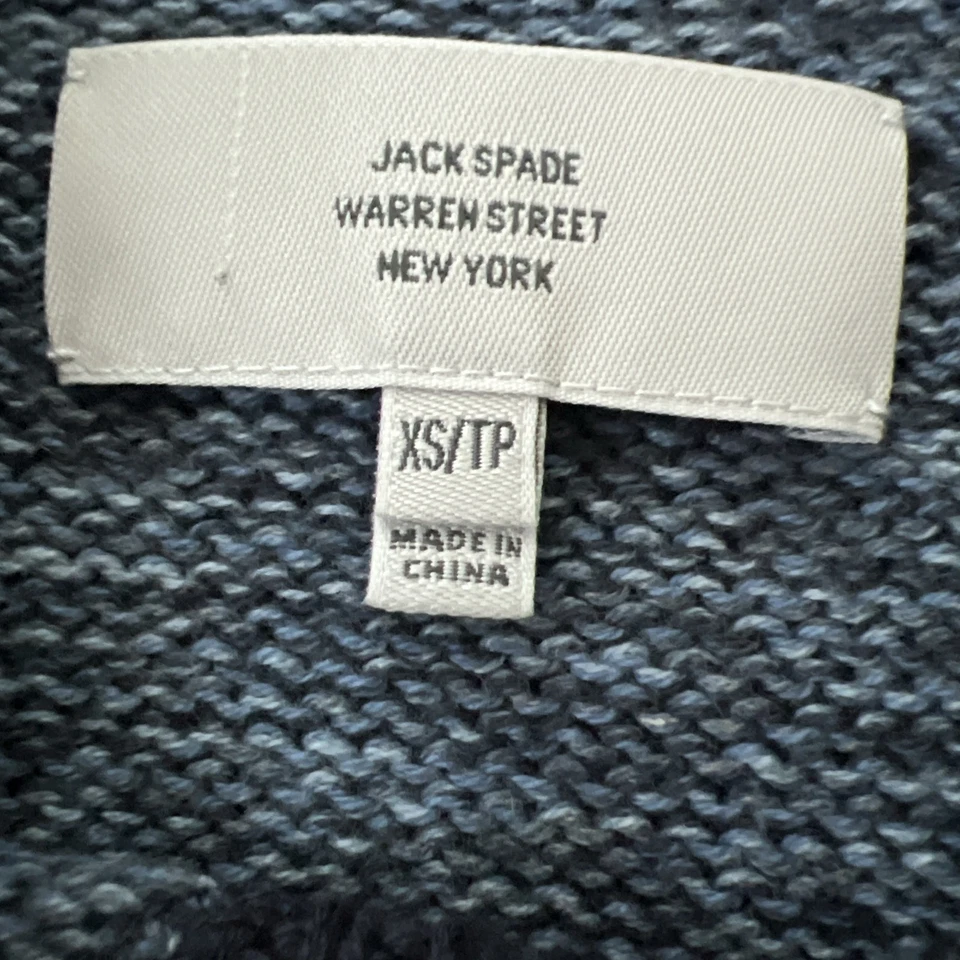 JACK SPADE
WARREN STREET
NEW YORK
XS/TP
MADE IN
CHINA